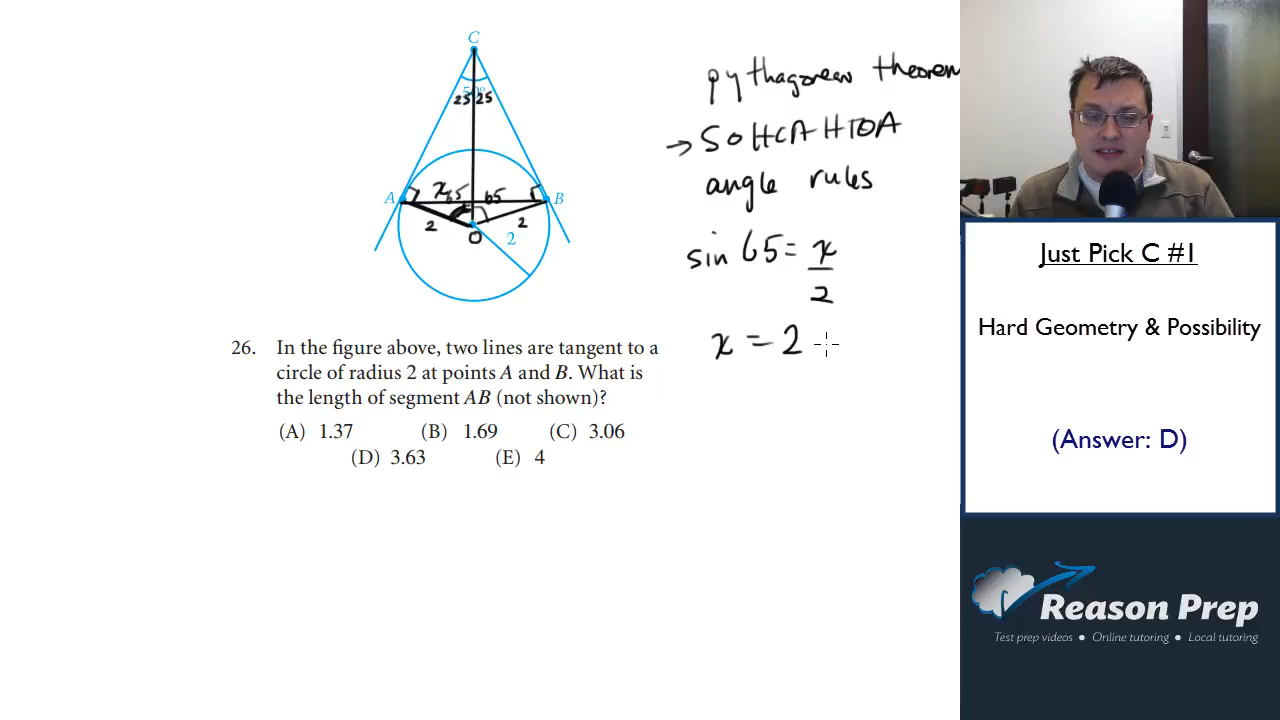 C
50°
25 25
A
x
65
65
B
2
2
O
2
pythagorean theorem
→ SOHCAHTOA
angle rules
sin 65 = x/2
x = 2
26. In the figure above, two lines are tangent to a
circle of radius 2 at points A and B. What is
the length of segment AB (not shown)?
(A) 1.37 (B) 1.69 (C) 3.06
(D) 3.63 (E) 4
Just Pick C #1
Hard Geometry & Possibility
(Answer: D)
Reason Prep
Test prep videos • Online tutoring • Local tutoring